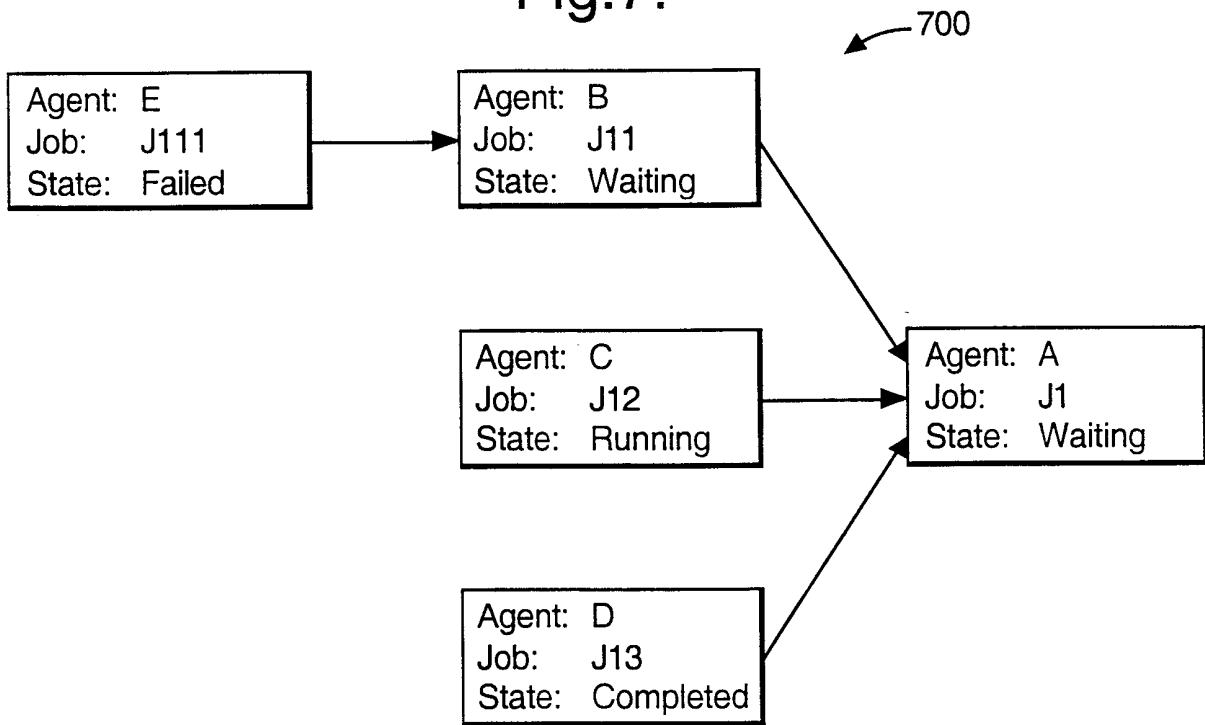 Fig.7.
700
Agent: E
Job: J111
State: Failed
Agent: B
Job: J11
State: Waiting
Agent: C
Job: J12
State: Running
Agent: A
Job: J1
State: Waiting
Agent: D
Job: J13
State: Completed